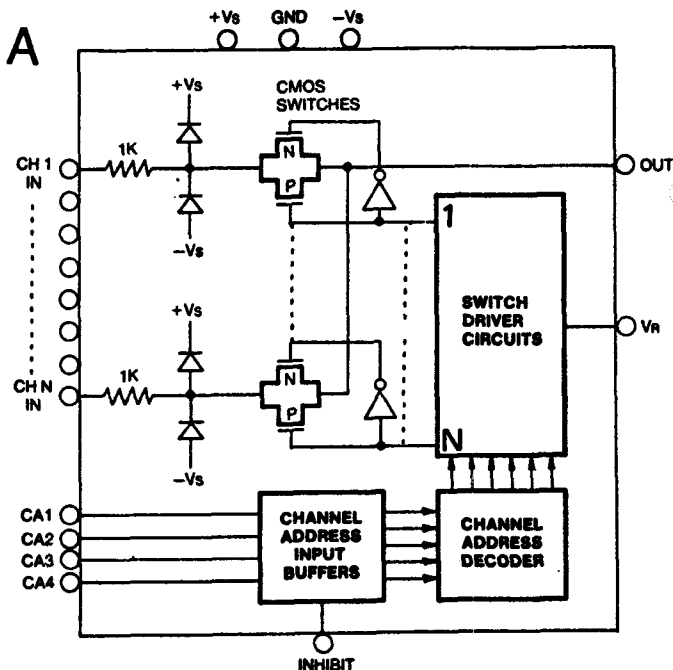 A
+Vs GND −Vs
CMOS
SWITCHES
+Vs
1K
CH 1
IN
N
P
−Vs
OUT
1
SWITCH
DRIVER
CIRCUITS
VR
+Vs
1K
CH N
IN
N
P
−Vs
N
CA1
CA2
CA3
CA4
CHANNEL
ADDRESS
INPUT
BUFFERS
CHANNEL
ADDRESS
DECODER
INHIBIT